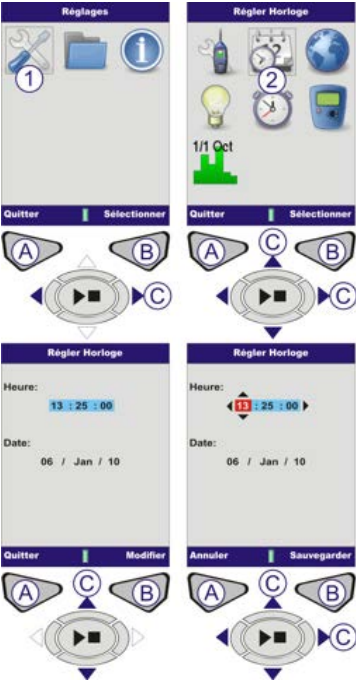 Réglages
1
Quitter Sélectionner
A B
C
Régler Horloge
12
2
1/1 Oct
Quitter Sélectionner
A C B
C
Régler Horloge
Heure:
13 : 25 : 00
Date:
06 / Jan / 10
Quitter Modifier
A C B
Régler Horloge
Heure:
13 : 25 : 00
Date:
06 / Jan / 10
Annuler Sauvegarder
A C B
C